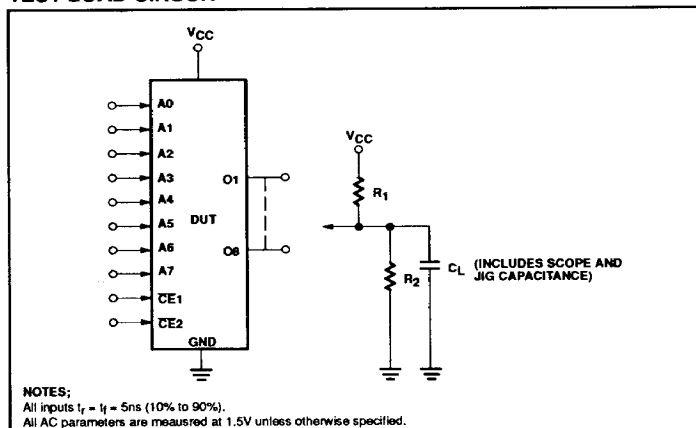 TEST LOAD CIRCUIT
VCC
A0
A1
A2
A3
A4
A5
A6
A7
CE1
CE2
DUT
O1
O8
GND
VCC
R1
R2
CL (INCLUDES SCOPE AND
JIG CAPACITANCE)
NOTES;
All inputs tr = tf = 5ns (10% to 90%).
All AC parameters are meausred at 1.5V unless otherwise specified.